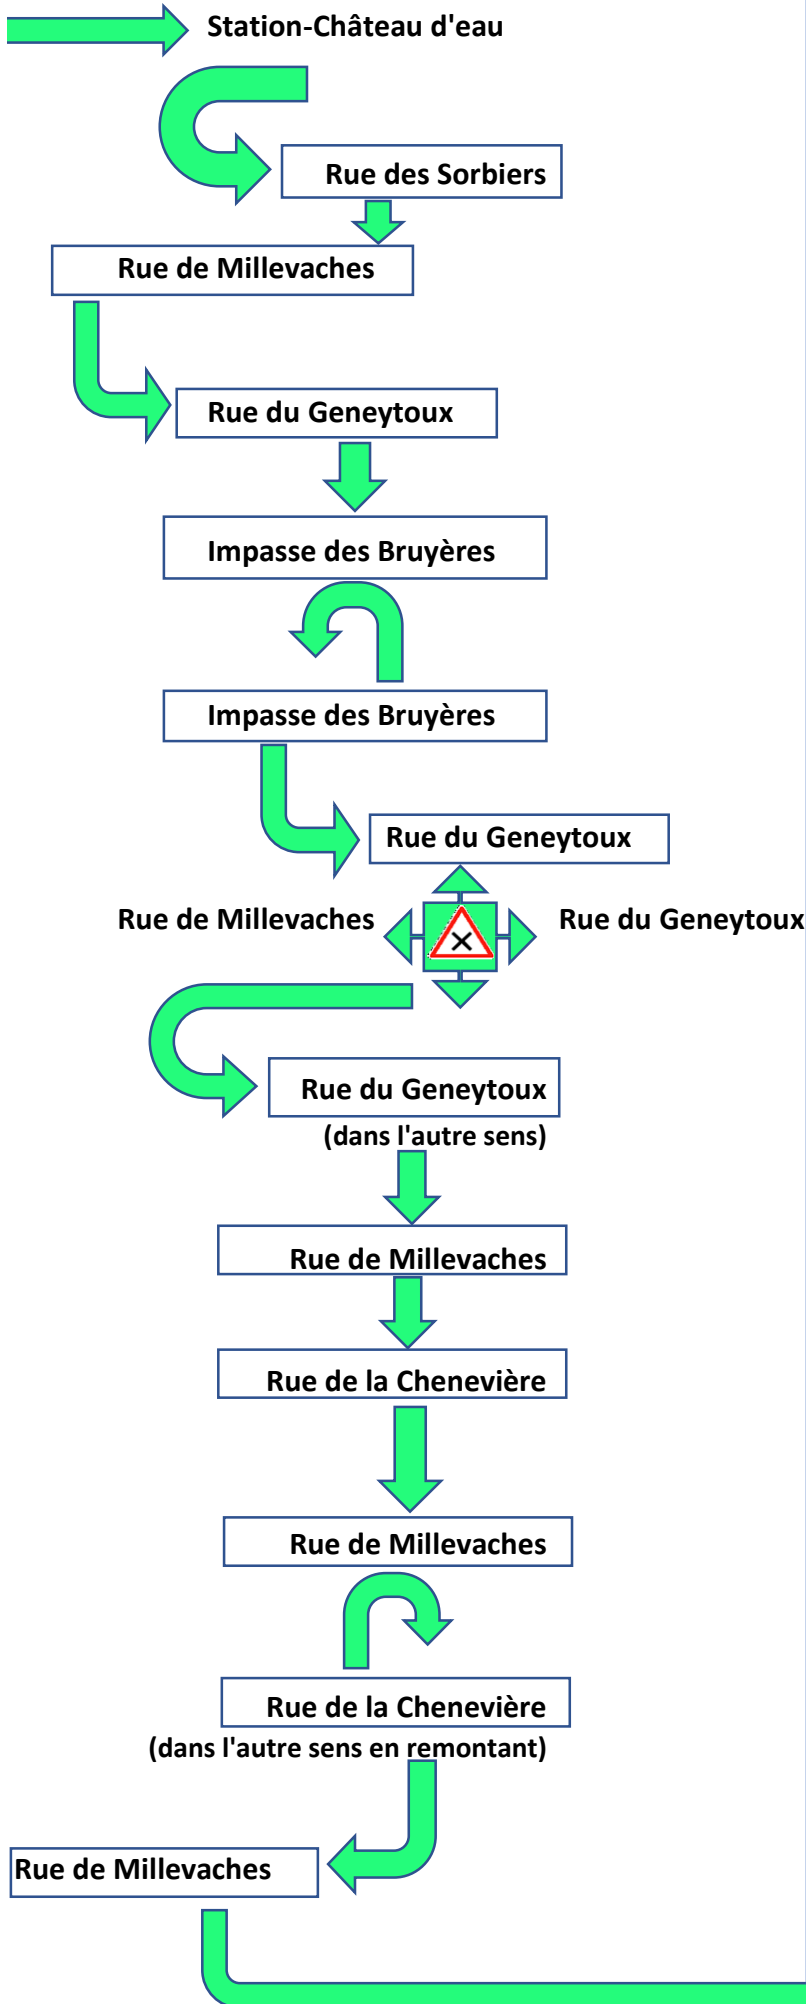 Station-Château d'eau
Rue des Sorbiers
Rue de Millevaches
Rue du Geneytoux
Impasse des Bruyères
Impasse des Bruyères
Rue du Geneytoux
Rue de Millevaches
Rue du Geneytoux
Rue du Geneytoux
(dans l'autre sens)
Rue de Millevaches
Rue de la Chenevière
Rue de Millevaches
Rue de la Chenevière
(dans l'autre sens en remontant)
Rue de Millevaches